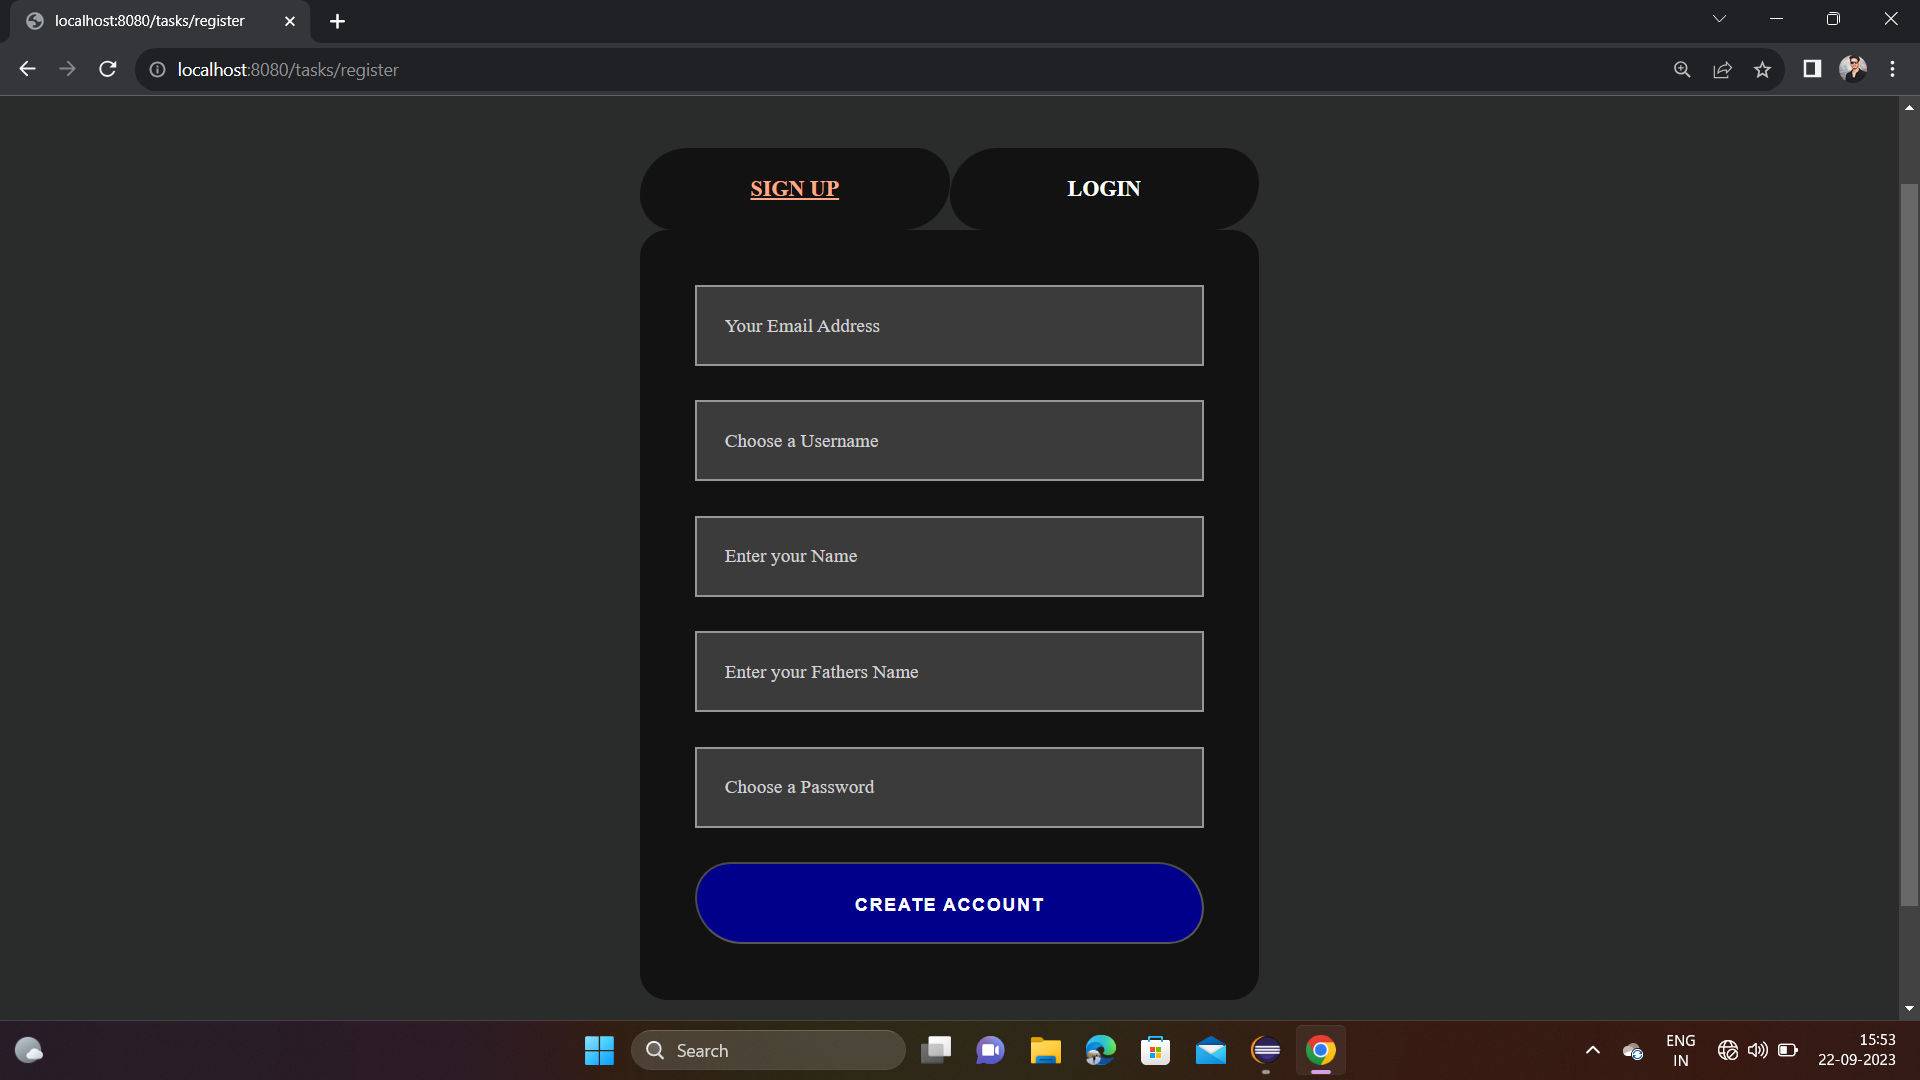 localhost:8080/tasks/register
localhost:8080/tasks/register
SIGN UP
LOGIN
Your Email Address
Choose a Username
Enter your Name
Enter your Fathers Name
Choose a Password
CREATE ACCOUNT
Search
ENG
IN
15:53
22-09-2023